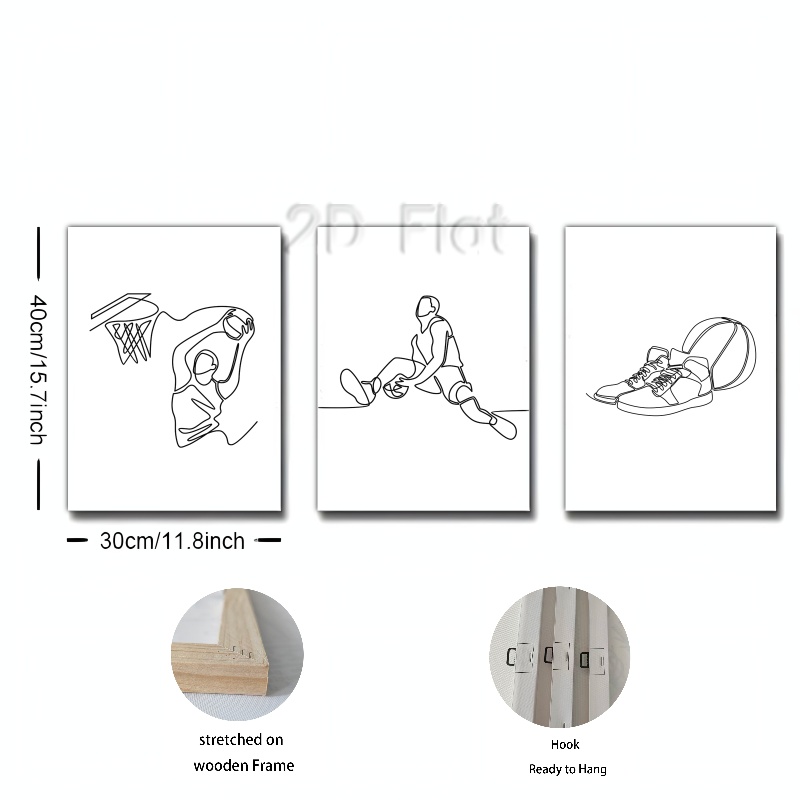 2D Flat
40cm/15.7inch
30cm/11.8inch
stretched on
wooden Frame
Hook
Ready to Hang